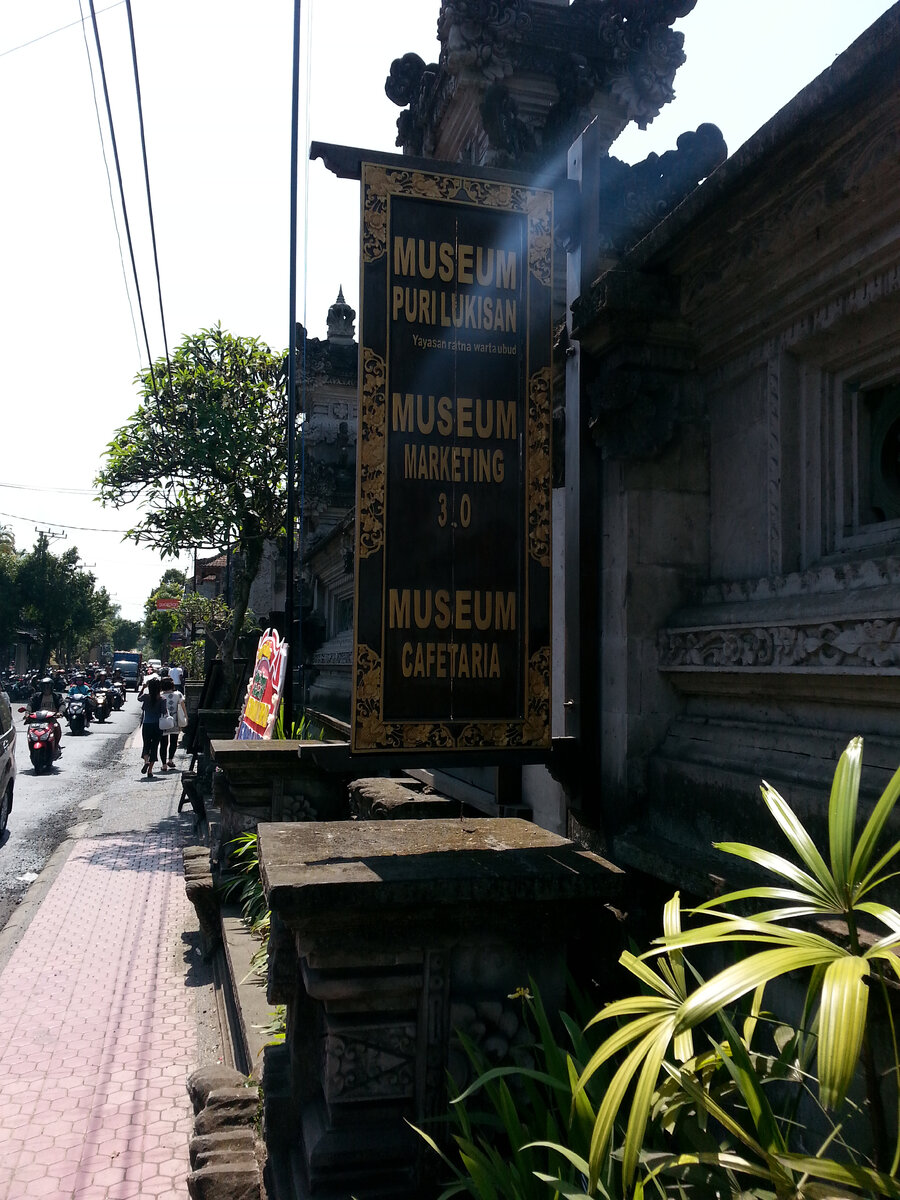 MUSEUM
PURI LUKISAN
Yayasan ratna warta ubud
MUSEUM
MARKETING
3.0
MUSEUM
CAFETARIA